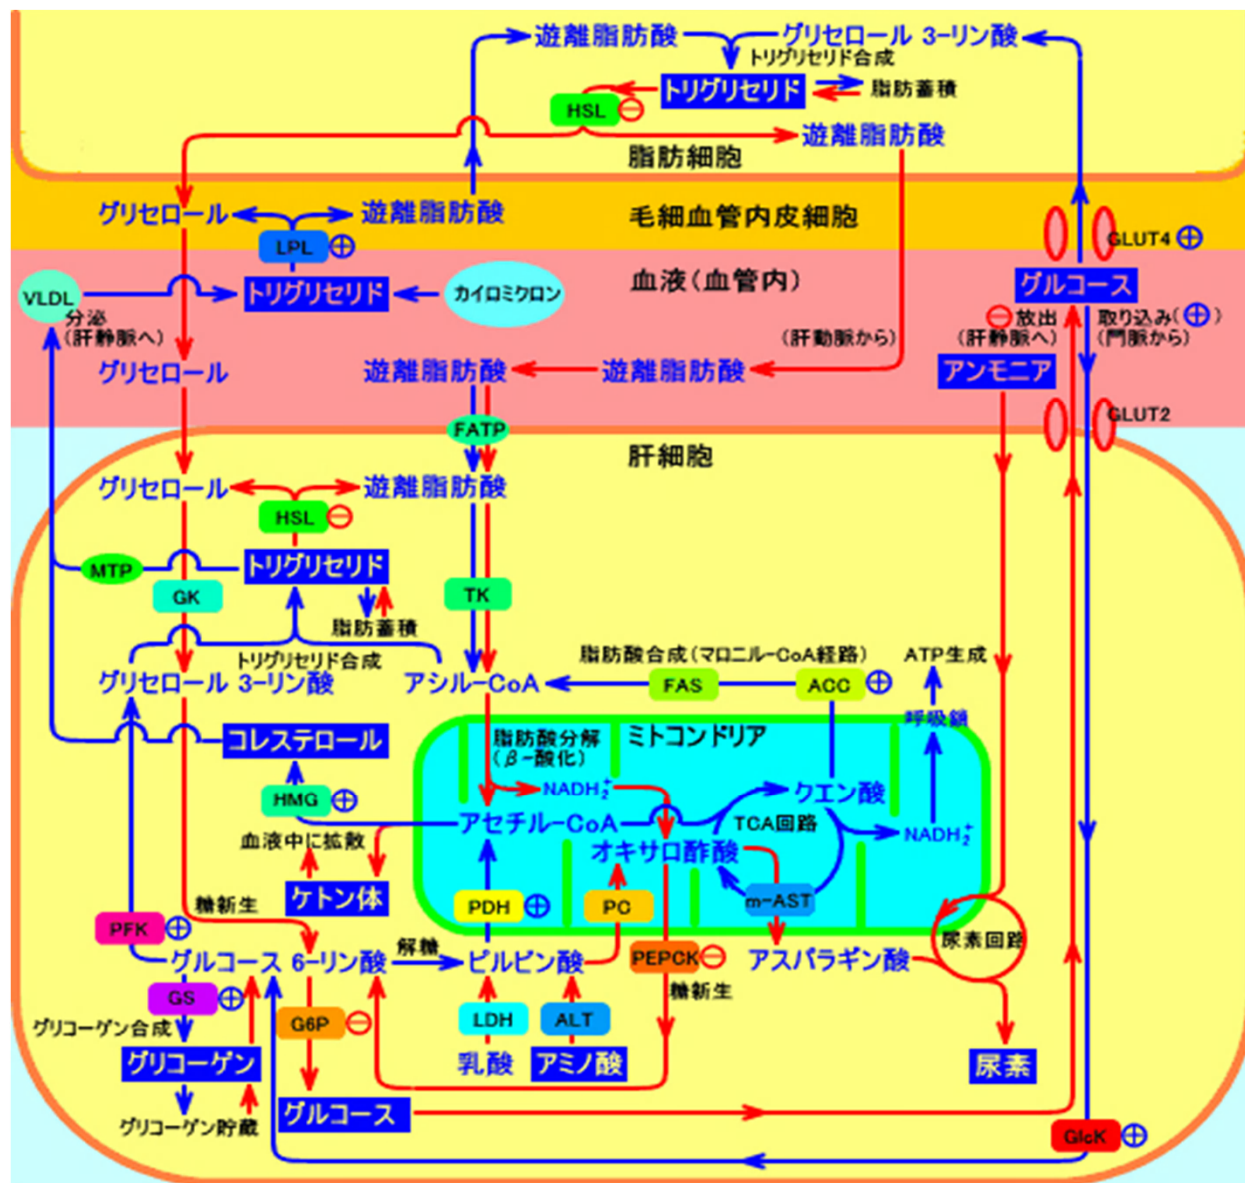 遊離脂肪酸
グリセロール 3-リン酸
トリグリセリド合成
トリグリセリド
脂肪蓄積
HSL
遊離脂肪酸
脂肪細胞
グリセロール
遊離脂肪酸
毛細血管内皮細胞
LPL
GLUT4
血液(血管内)
グルコース
VLDL
トリグリセリド
カイロミクロン
分泌
(肝静脈へ)
放出
(肝静脈へ)
取り込み(⊕)
(門脈から)
(肝動脈から)
グリセロール
遊離脂肪酸
遊離脂肪酸
アンモニア
GLUT2
FATP
肝細胞
グリセロール
遊離脂肪酸
HSL
トリグリセリド
MTP
GK
TK
脂肪蓄積
トリグリセリド合成
グリセロール 3-リン酸
アシル-CoA
脂肪酸合成(マロニル-CoA経路)
FAS
ACC
ATP生成
呼吸鎖
コレステロール
脂肪酸分解
(β-酸化)
ミトコンドリア
NADH₂⁺
クエン酸
HMG
アセチル-CoA
TCA回路
NADH₂⁺
血液中に拡散
オキサロ酢酸
ケトン体
PDH
PC
m-AST
糖新生
PFK
尿素回路
グルコース 6-リン酸
解糖
ピルビン酸
PEPCK
アスパラギン酸
糖新生
GS
G6P
LDH
ALT
グリコーゲン合成
グリコーゲン
乳酸
アミノ酸
尿素
グルコース
グリコーゲン貯蔵
GlcK